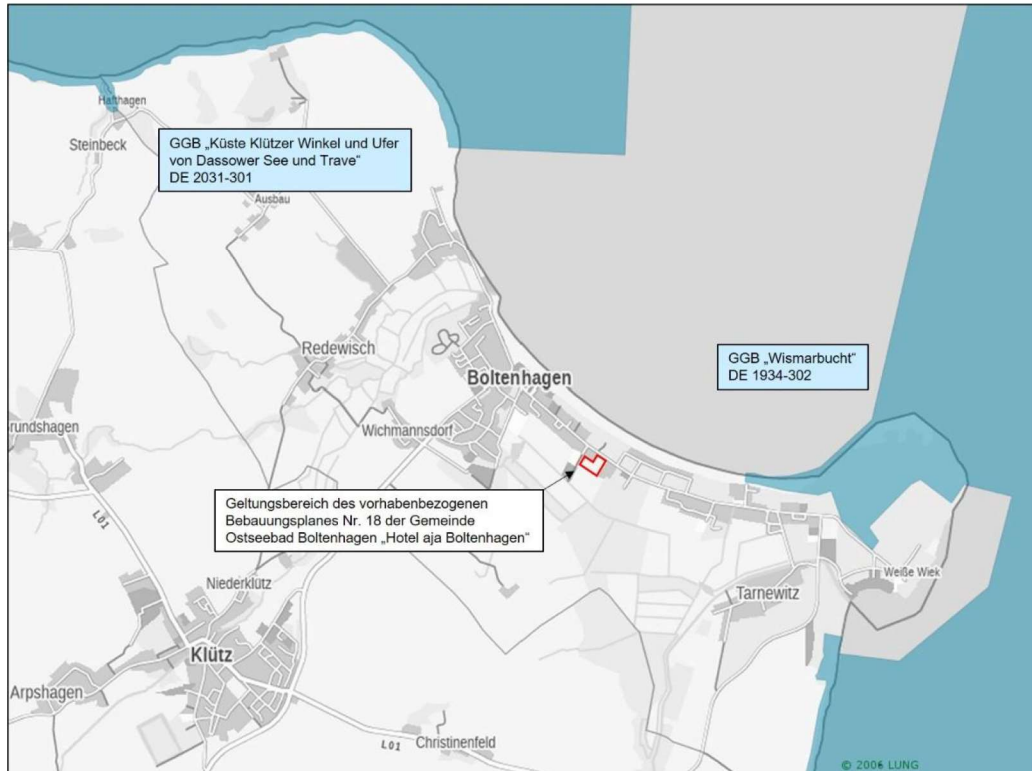 Hafthagen
Steinbeck
GGB „Küste Klützer Winkel und Ufer
von Dassower See und Trave“
DE 2031-301
Ausbau
Redewisch
GGB „Wismarbucht“
DE 1934-302
Boltenhagen
rundshagen
Wichmannsdorf
Geltungsbereich des vorhabenbezogenen
Bebauungsplanes Nr. 18 der Gemeinde
Ostseebad Boltenhagen „Hotel aja Boltenhagen“
L01
Weiße Wiek
Niederklütz
Tarnewitz
Klütz
Arpshagen
L01
Christinenfeld
© 2006 LUNG